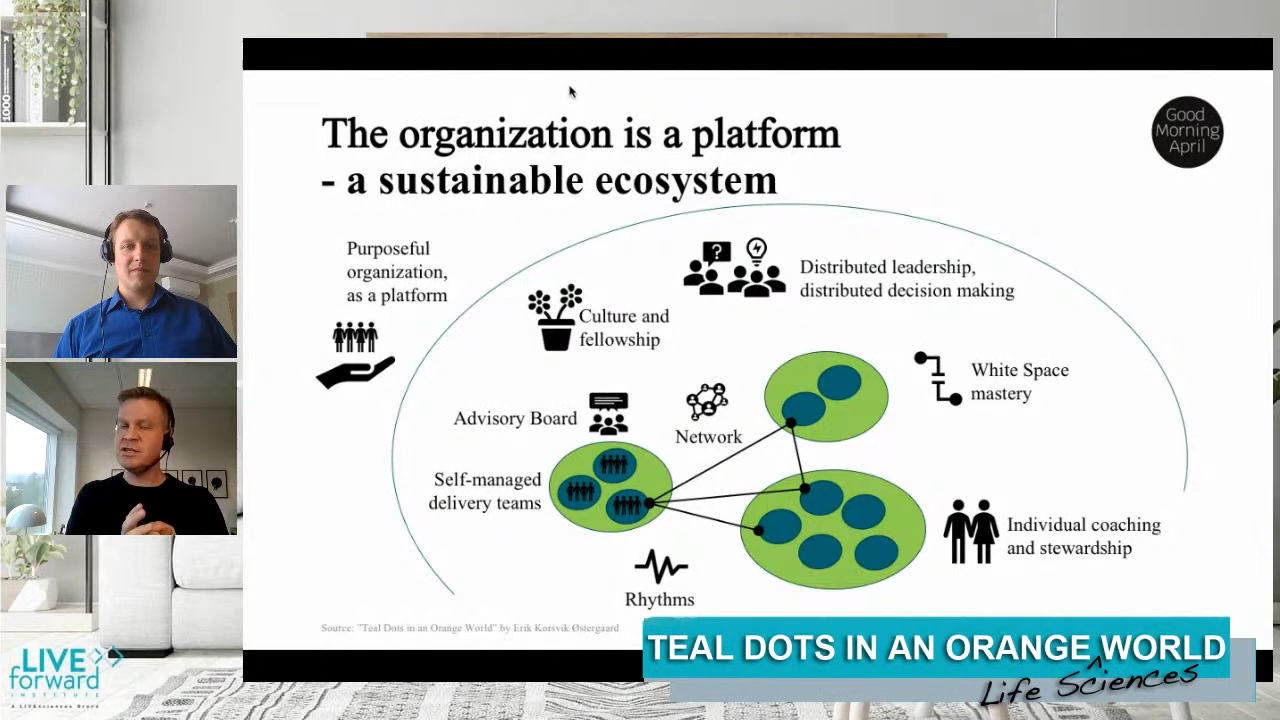 The organization is a platform
- a sustainable ecosystem
Good
Morning
April
Purposeful
organization,
as a platform
Distributed leadership,
distributed decision making
Culture and
fellowship
White Space
mastery
Advisory Board
Network
Self-managed
delivery teams
Individual coaching
and stewardship
Rhythms
Source: "Teal Dots in an Orange World" by Erik Korsvik Østergaard
TEAL DOTS IN AN ORANGE WORLD
^
Life Sciences
LIVE
forward
INSTITUTE
A LIVESciences Brand
1000
?